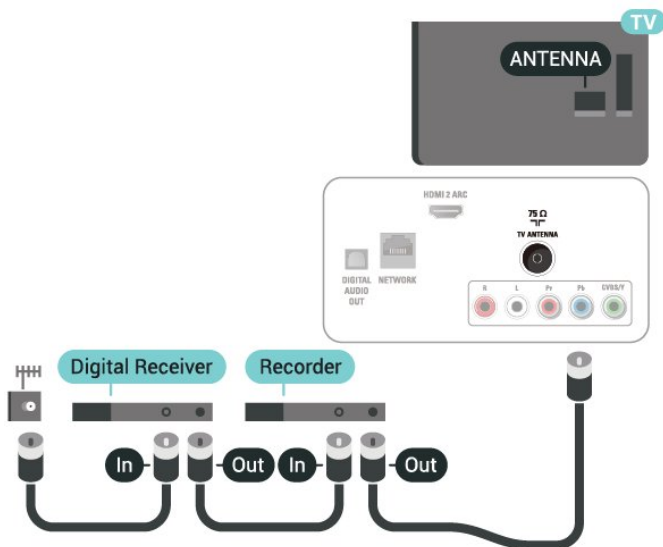 TV
ANTENNA
HDMI 2 ARC
75 Ω
TV ANTENNA
DIGITAL
AUDIO
OUT
NETWORK
R L Pr Pb CVBS/Y
Digital Receiver
Recorder
In
Out
In
Out